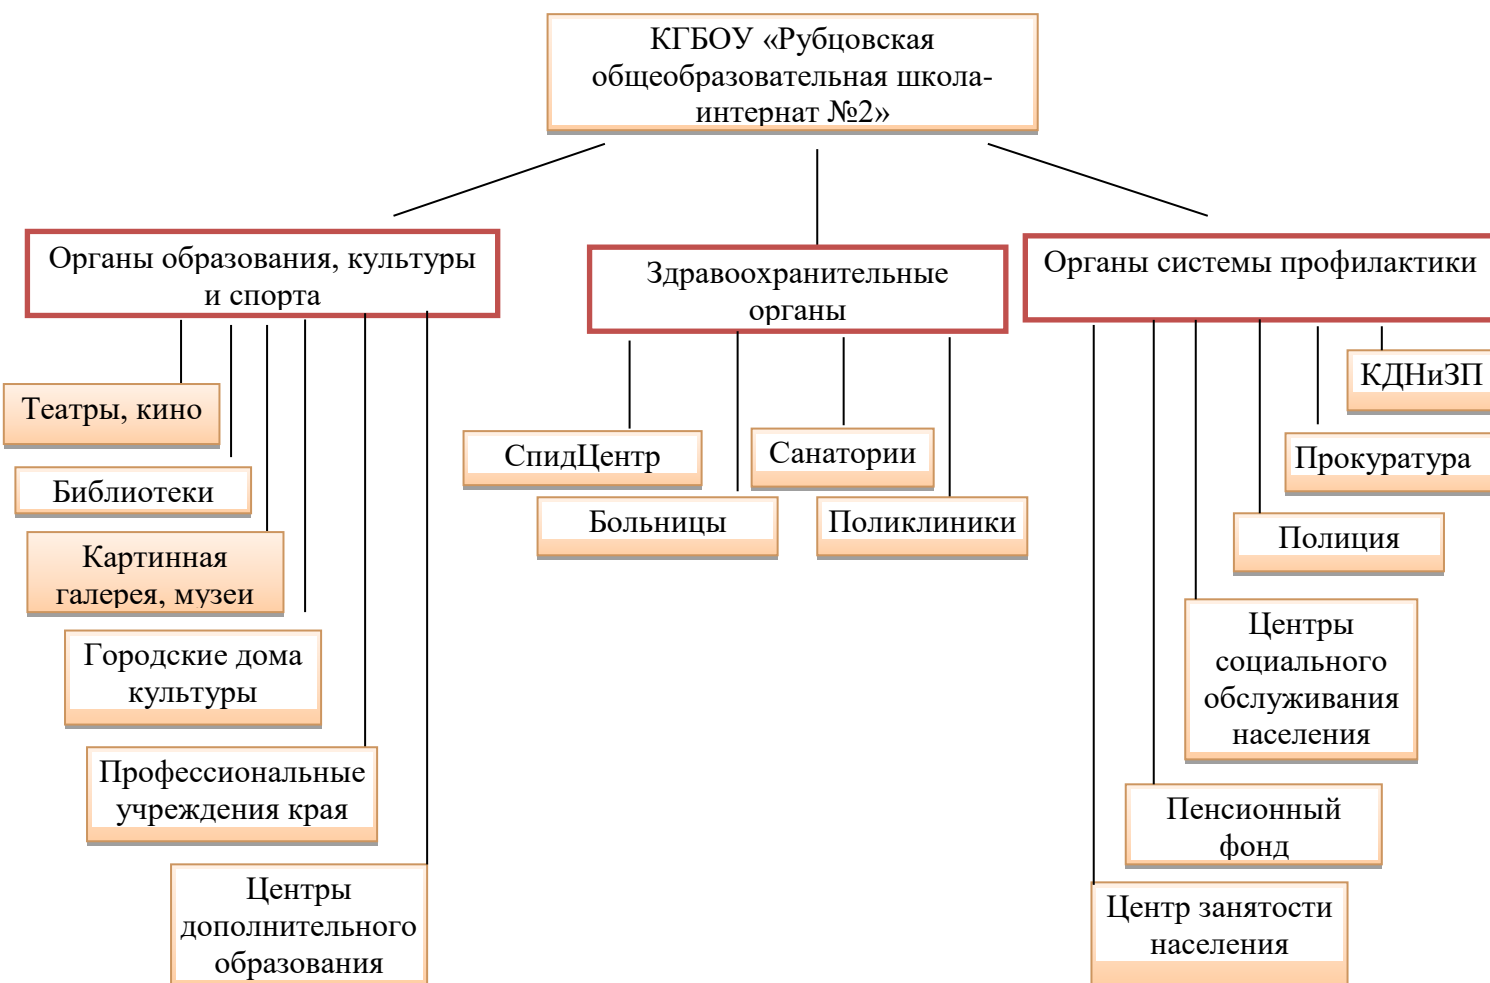 КГБОУ «Рубцовская
общеобразовательная школа-
интернат №2»
Органы образования, культуры
и спорта
Здравоохранительные
органы
Органы системы профилактики
Театры, кино
Библиотеки
Картинная
галерея, музеи
Городские дома
культуры
Профессиональные
учреждения края
Центры
дополнительного
образования
СпидЦентр
Больницы
Санатории
Поликлиники
КДНиЗП
Прокуратура
Полиция
Центры
социального
обслуживания
населения
Пенсионный
фонд
Центр занятости
населения